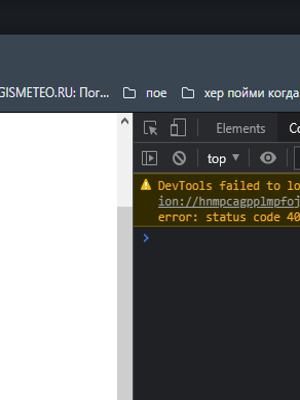 GISMETEO.RU: Пог... пое хер пойми когда
Elements
top
DevTools failed to lo
ion://hnmpcagpplmpfoj
error: status code 40